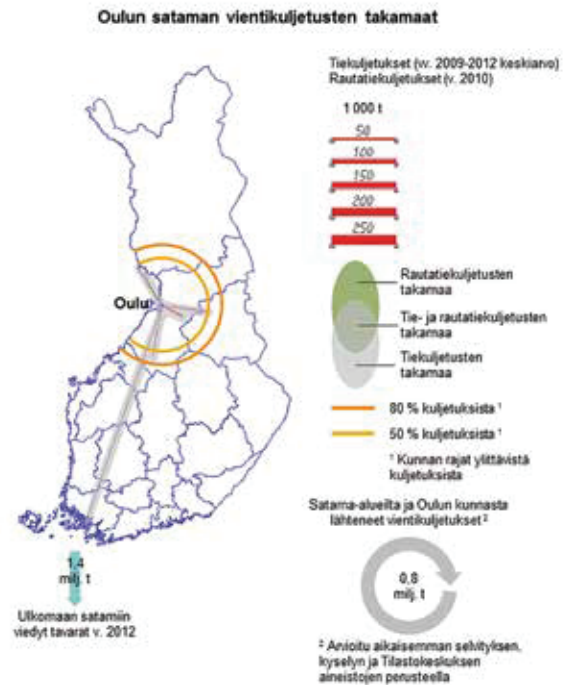 Oulun sataman vientikuljetusten takamaat
Tiekuljetukset (vv. 2009-2012 keskiarvo)
Rautatiekuljetukset (v. 2010)
1 000 t
50
100
150
200
250
Oulu
Rautatiekuljetusten
takamaa
Tie- ja rautatiekuljetusten
takamaa
Tiekuljetusten
takamaa
80 % kuljetuksista ¹
50 % kuljetuksista ¹
¹ Kunnan rajat ylittävistä
kuljetuksista
Satama-alueilta ja Oulun kunnasta
lähteneet vientikuljetukset ²
0,8
milj. t
1,4
milj. t
Ulkomaan satamiin
viedyt tavarat v. 2012
² Arvioitu aikaisemman selvityksen,
kyselyn ja Tilastokeskuksen
aineistojen perusteella